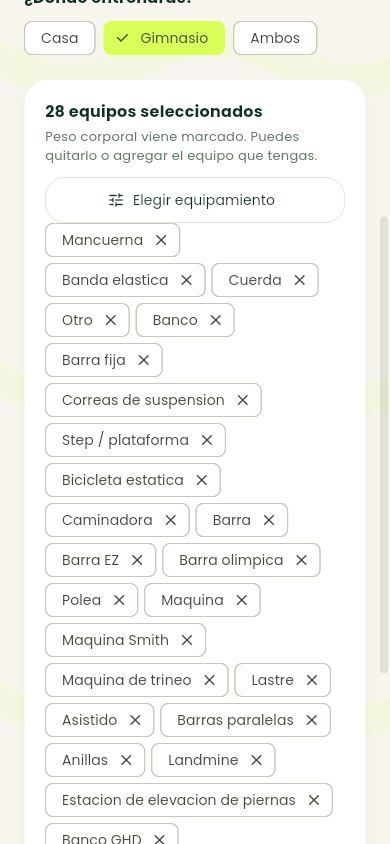 ¿Dónde entrenarás?
Casa
Gimnasio
Ambos
28 equipos seleccionados
Peso corporal viene marcado. Puedes
quitarlo o agregar el equipo que tengas.
Elegir equipamiento
Mancuerna
Banda elastica
Cuerda
Otro
Banco
Barra fija
Correas de suspension
Step / plataforma
Bicicleta estatica
Caminadora
Barra
Barra EZ
Barra olimpica
Polea
Maquina
Maquina Smith
Maquina de trineo
Lastre
Asistido
Barras paralelas
Anillas
Landmine
Estacion de elevacion de piernas
Banco GHD